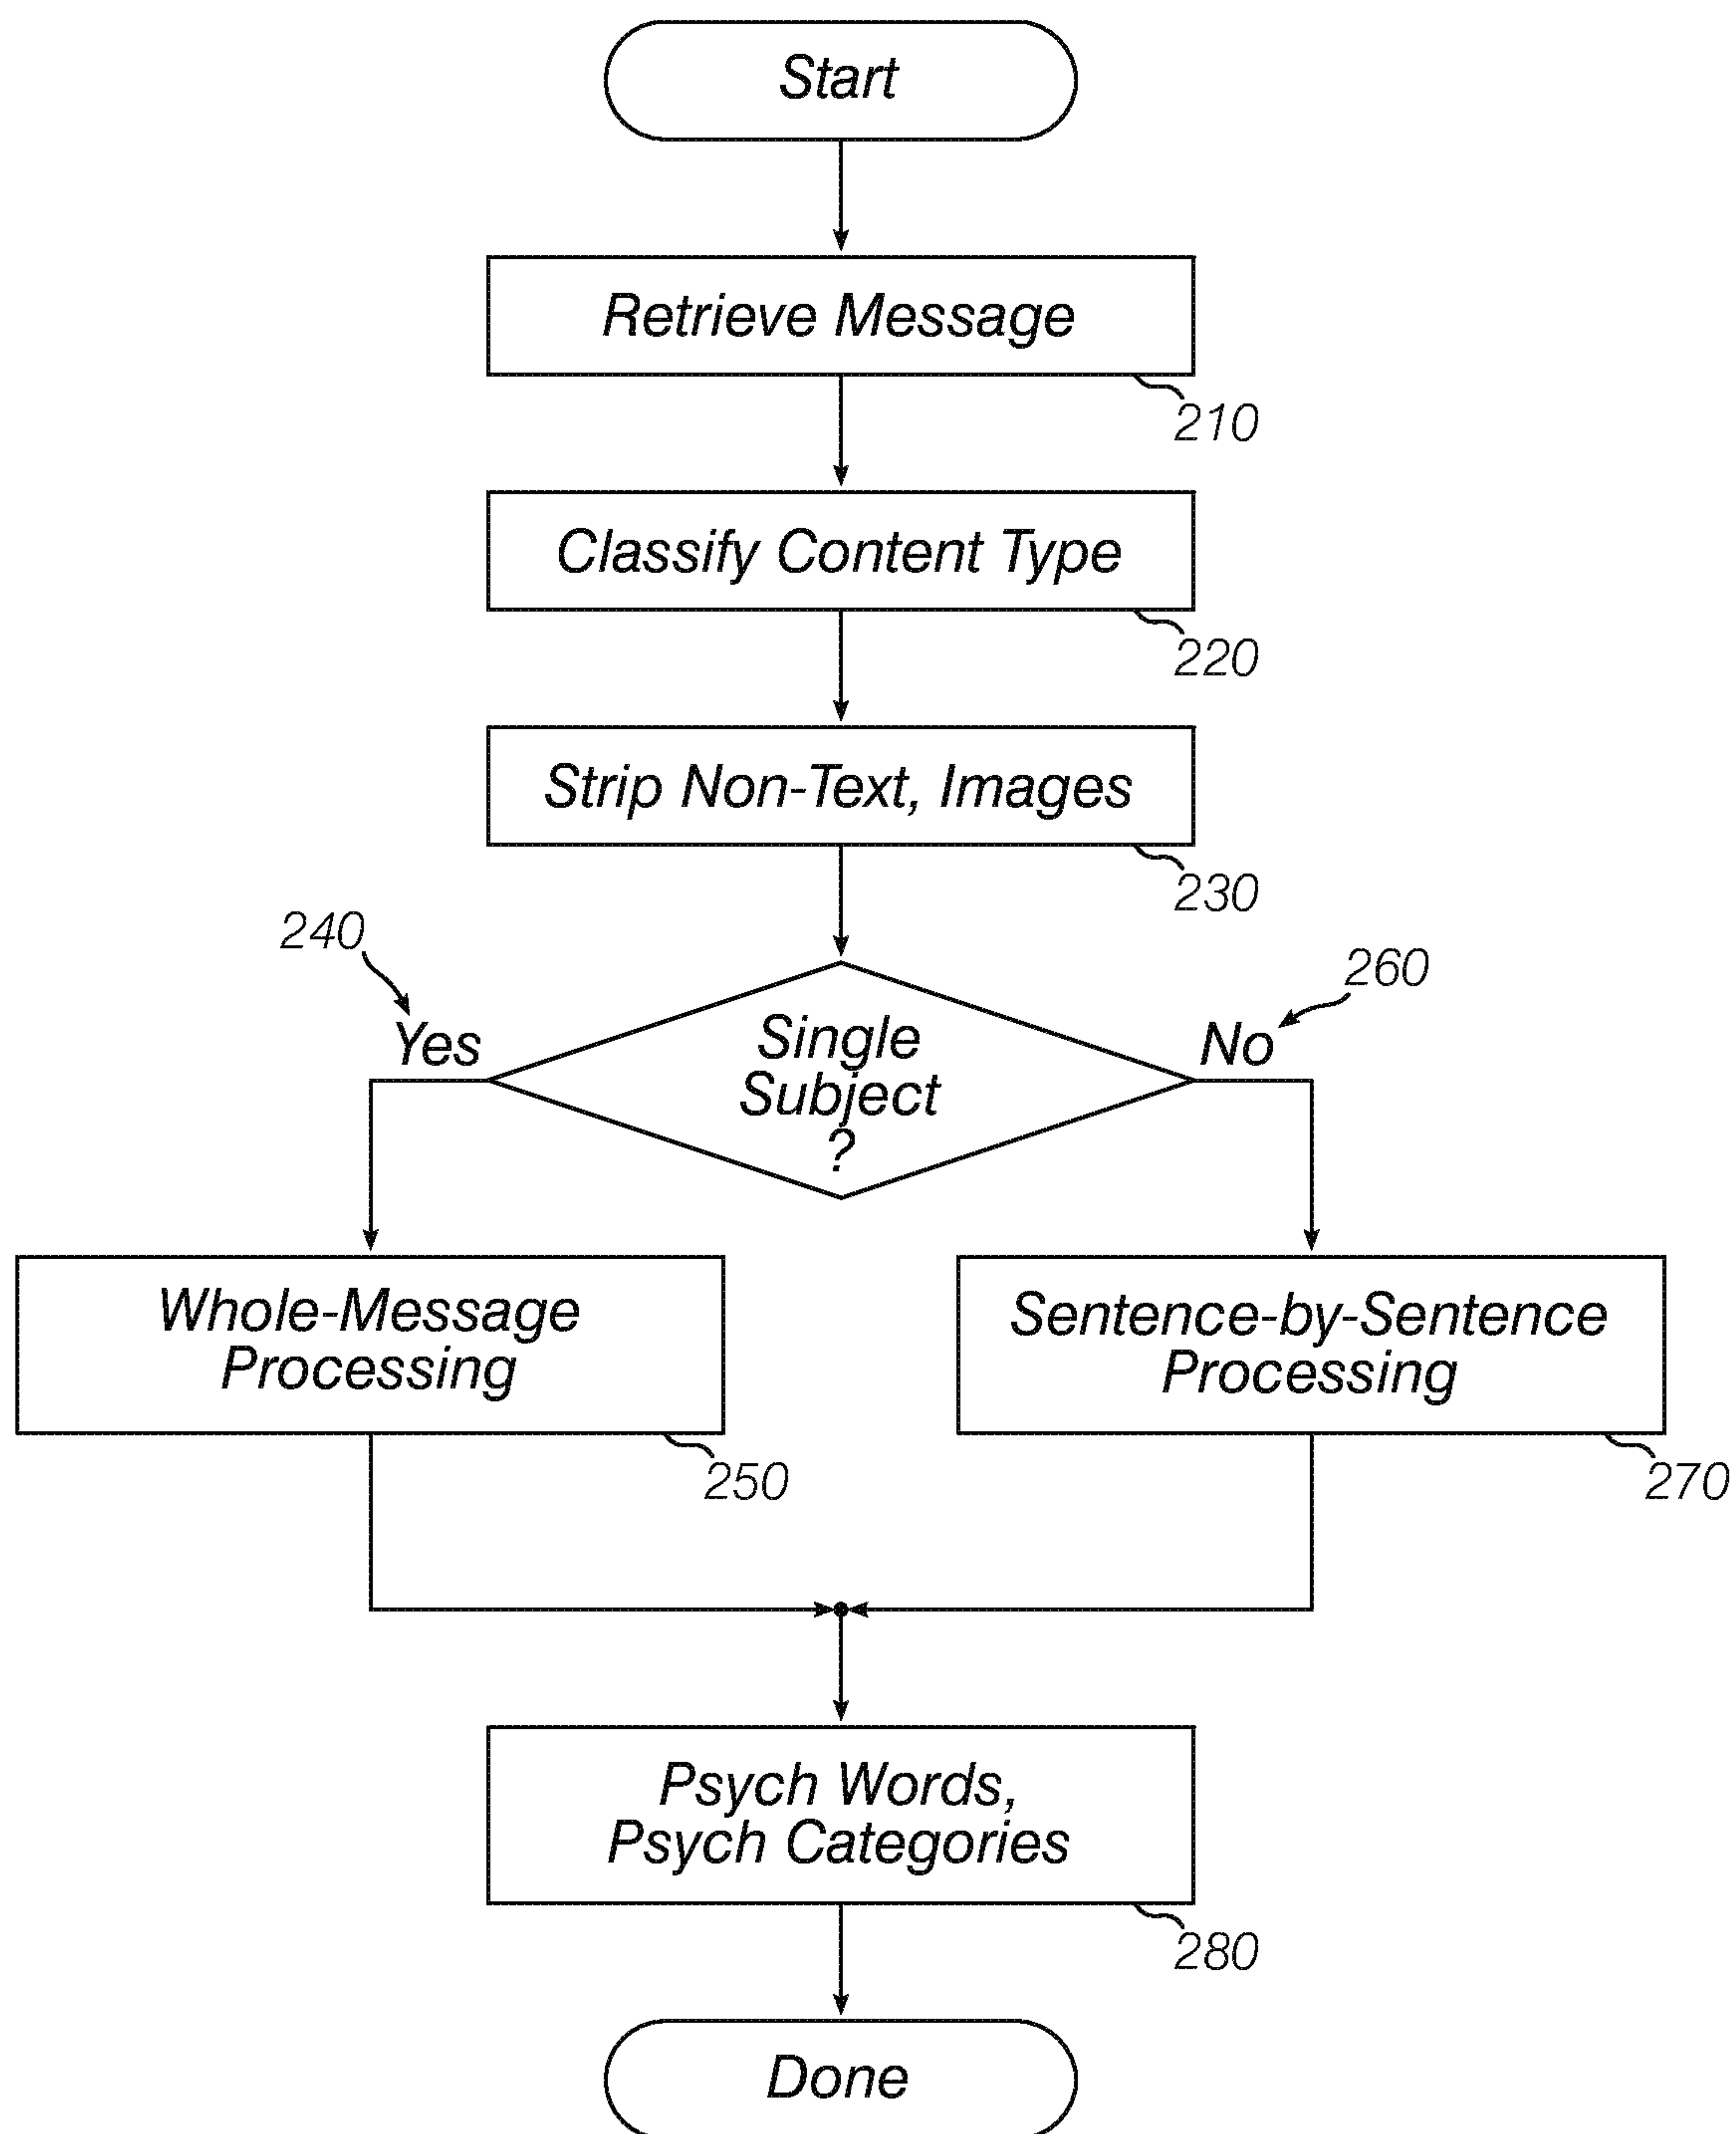 Start
Retrieve Message
210
Classify Content Type
220
Strip Non-Text, Images
230
240
260
Yes
No
Single
Subject
?
Whole-Message
Processing
250
Sentence-by-Sentence
Processing
270
Psych Words,
Psych Categories
280
Done